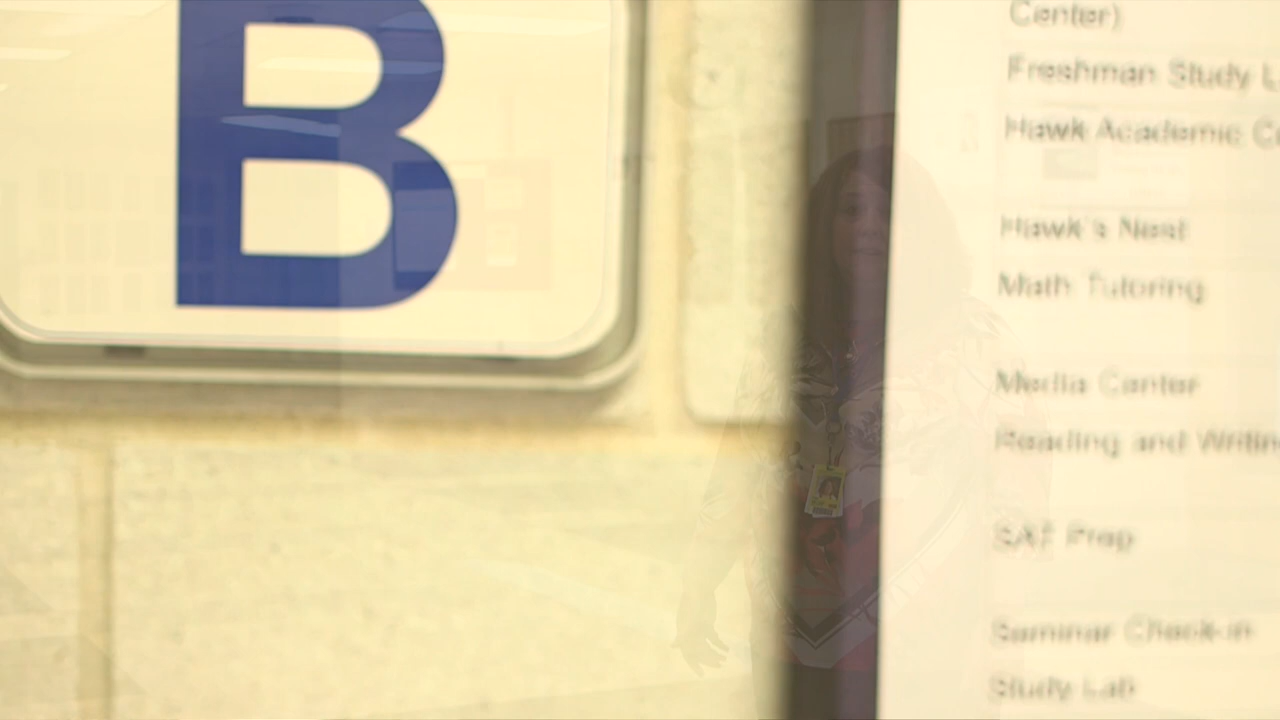 B
Center)
Freshman Study L
Hawk Academic C
Hawk's Nest
Math Tutoring
Media Center
Reading and Writin
SAT Prep
Seminar Check-in
Study Lab